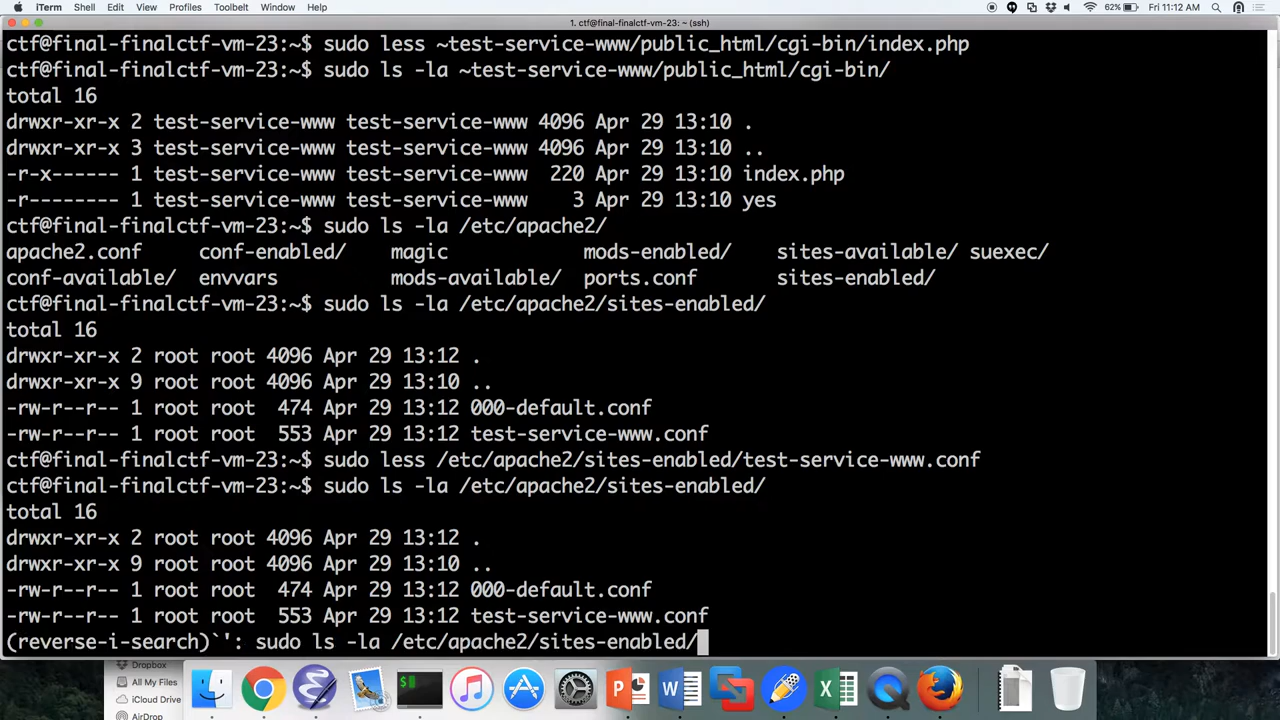 iTerm Shell Edit View Profiles Toolbelt Window Help 62% Fri 11:12 AM
1. ctf@final-finalctf-vm-23: ~ (ssh)
ctf@final-finalctf-vm-23:~$ sudo less ~test-service-www/public_html/cgi-bin/index.php
ctf@final-finalctf-vm-23:~$ sudo ls -la ~test-service-www/public_html/cgi-bin/
total 16
drwxr-xr-x 2 test-service-www test-service-www 4096 Apr 29 13:10 .
drwxr-xr-x 3 test-service-www test-service-www 4096 Apr 29 13:10 ..
-r-x------ 1 test-service-www test-service-www  220 Apr 29 13:10 index.php
-r-------- 1 test-service-www test-service-www    3 Apr 29 13:10 yes
ctf@final-finalctf-vm-23:~$ sudo ls -la /etc/apache2/
apache2.conf     conf-enabled/    magic            mods-enabled/    sites-available/ suexec/
conf-available/  envvars          mods-available/  ports.conf       sites-enabled/
ctf@final-finalctf-vm-23:~$ sudo ls -la /etc/apache2/sites-enabled/
total 16
drwxr-xr-x 2 root root 4096 Apr 29 13:12 .
drwxr-xr-x 9 root root 4096 Apr 29 13:10 ..
-rw-r--r-- 1 root root  474 Apr 29 13:12 000-default.conf
-rw-r--r-- 1 root root  553 Apr 29 13:12 test-service-www.conf
ctf@final-finalctf-vm-23:~$ sudo less /etc/apache2/sites-enabled/test-service-www.conf
ctf@final-finalctf-vm-23:~$ sudo ls -la /etc/apache2/sites-enabled/
total 16
drwxr-xr-x 2 root root 4096 Apr 29 13:12 .
drwxr-xr-x 9 root root 4096 Apr 29 13:10 ..
-rw-r--r-- 1 root root  474 Apr 29 13:12 000-default.conf
-rw-r--r-- 1 root root  553 Apr 29 13:12 test-service-www.conf
(reverse-i-search)`': sudo ls -la /etc/apache2/sites-enabled/
Dropbox
All My Files
iCloud Drive
AirDrop